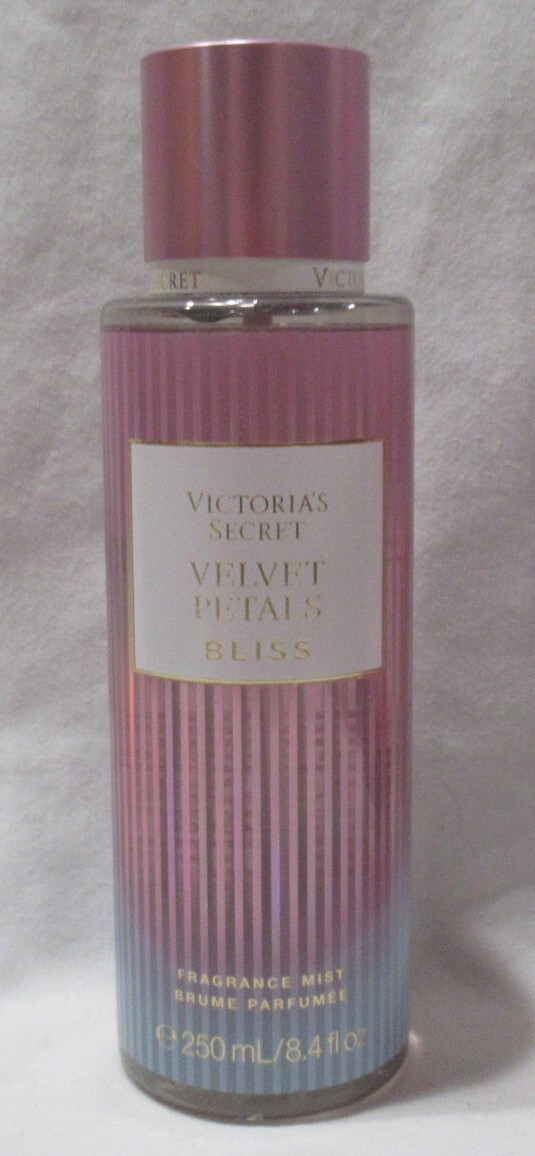 VICTORIA'S
SECRET
VELVET
PETALS
BLISS
FRAGRANCE MIST
BRUME PARFUMÉE
℮ 250 mL/8.4 fl oz